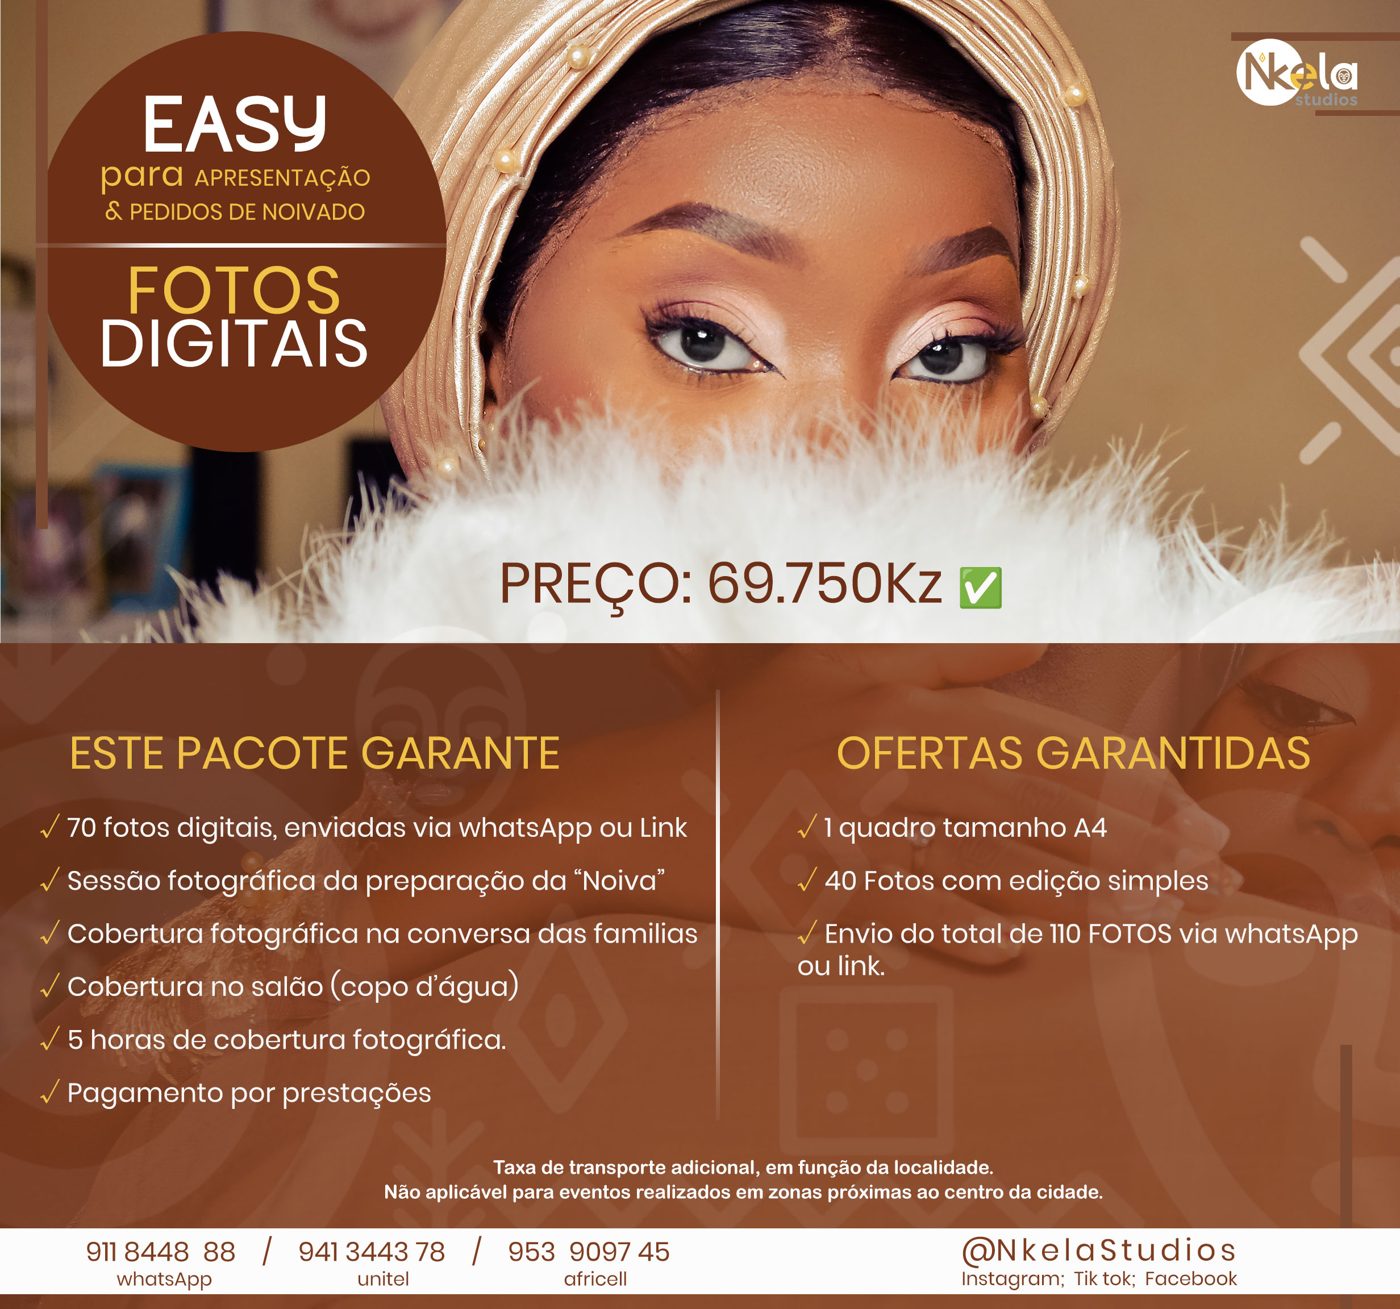 EASY
para APRESENTAÇÃO
& PEDIDOS DE NOIVADO
FOTOS
DIGITAIS
Nkela
studios
PREÇO: 69.750Kz ✅
ESTE PACOTE GARANTE
✓ 70 fotos digitais, enviadas via whatsApp ou Link
✓ Sessão fotográfica da preparação da “Noiva”
✓ Cobertura fotográfica na conversa das familias
✓ Cobertura no salão (copo d’água)
✓ 5 horas de cobertura fotográfica.
✓ Pagamento por prestações
OFERTAS GARANTIDAS
✓ 1 quadro tamanho A4
✓ 40 Fotos com edição simples
✓ Envio do total de 110 FOTOS via whatsApp
ou link.
Taxa de transporte adicional, em função da localidade.
Não aplicável para eventos realizados em zonas próximas ao centro da cidade.
911 8448 88 / 941 3443 78 / 953 9097 45
whatsApp unitel africell
@NkelaStudios
Instagram; Tik tok; Facebook